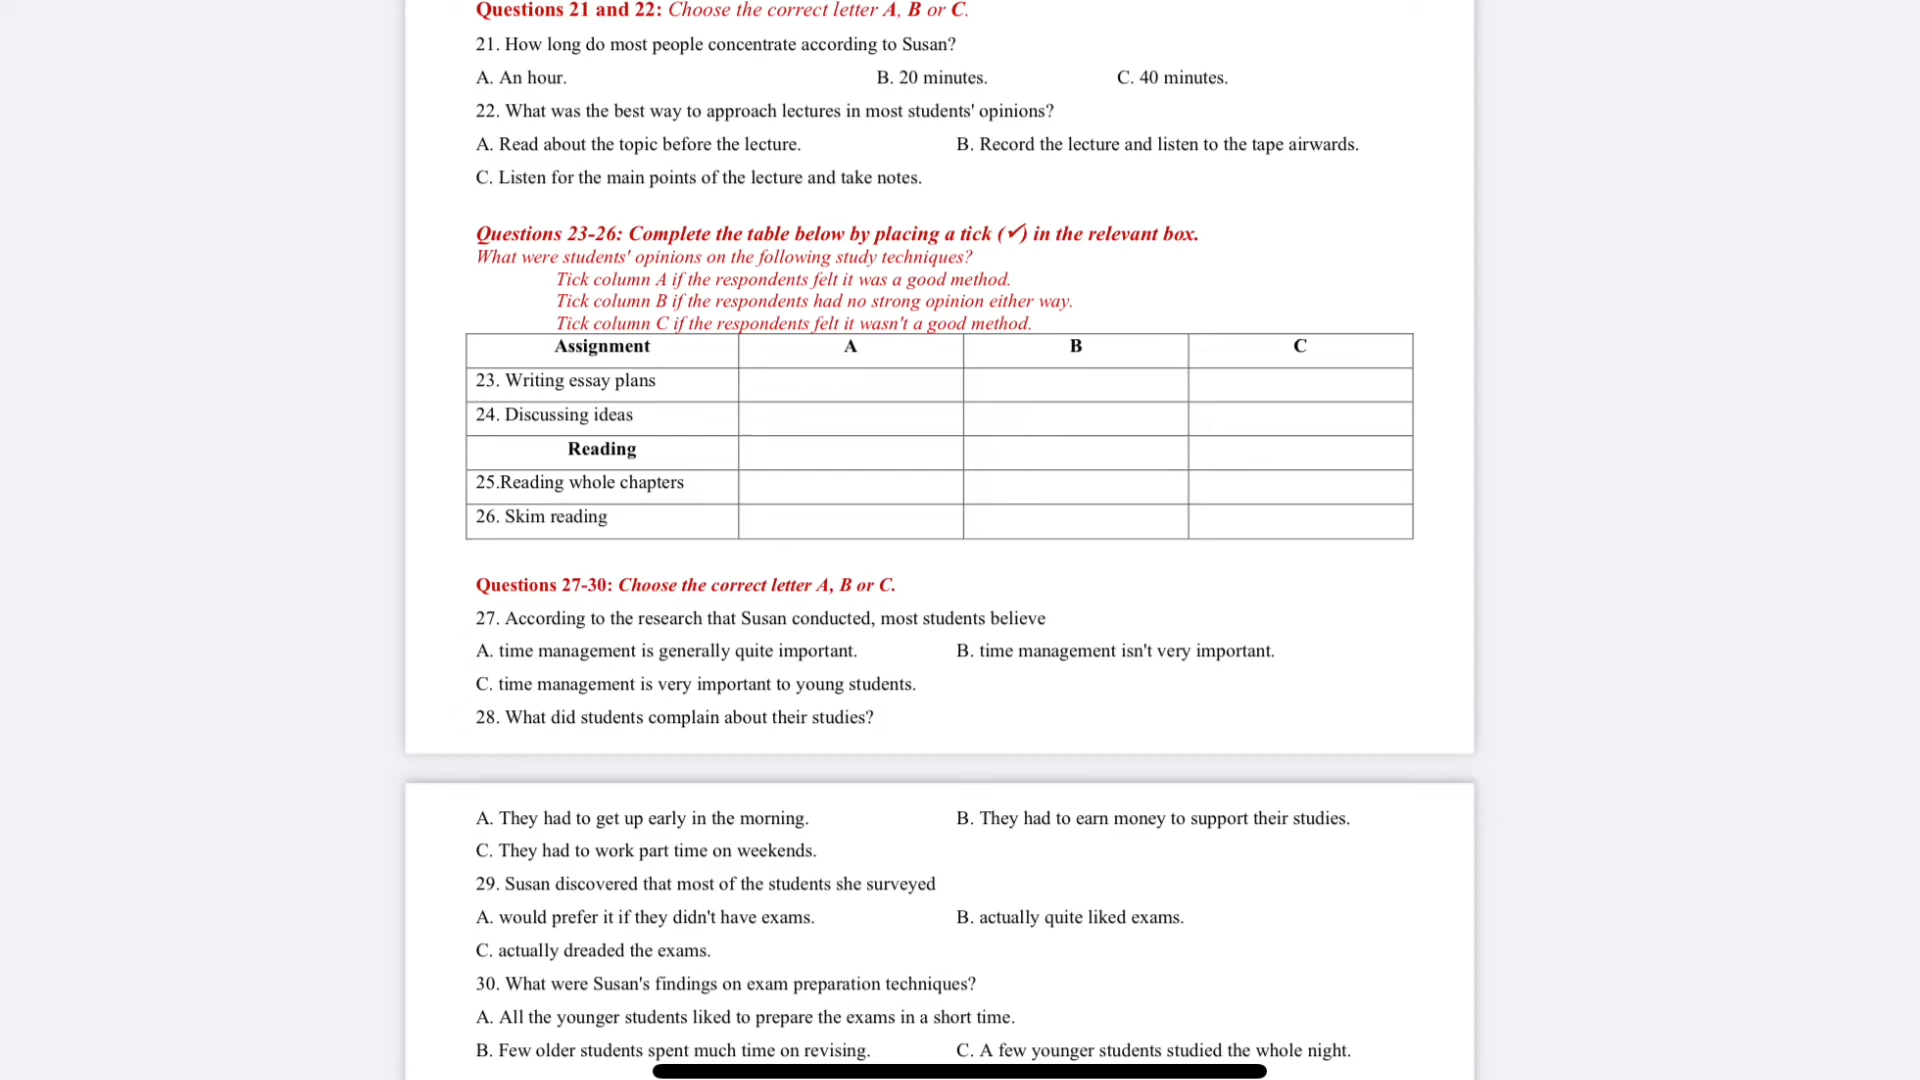 Questions 21 and 22: Choose the correct letter A, B or C.
21. How long do most people concentrate according to Susan?
A. An hour. B. 20 minutes. C. 40 minutes.
22. What was the best way to approach lectures in most students' opinions?
A. Read about the topic before the lecture. B. Record the lecture and listen to the tape airwards.
C. Listen for the main points of the lecture and take notes.
Questions 23-26: Complete the table below by placing a tick (✓) in the relevant box.
What were students' opinions on the following study techniques?
Tick column A if the respondents felt it was a good method.
Tick column B if the respondents had no strong opinion either way.
Tick column C if the respondents felt it wasn't a good method.
Assignment A B C
23. Writing essay plans
24. Discussing ideas
Reading
25.Reading whole chapters
26. Skim reading
Questions 27-30: Choose the correct letter A, B or C.
27. According to the research that Susan conducted, most students believe
A. time management is generally quite important. B. time management isn't very important.
C. time management is very important to young students.
28. What did students complain about their studies?
A. They had to get up early in the morning. B. They had to earn money to support their studies.
C. They had to work part time on weekends.
29. Susan discovered that most of the students she surveyed
A. would prefer it if they didn't have exams. B. actually quite liked exams.
C. actually dreaded the exams.
30. What were Susan's findings on exam preparation techniques?
A. All the younger students liked to prepare the exams in a short time.
B. Few older students spent much time on revising. C. A few younger students studied the whole night.